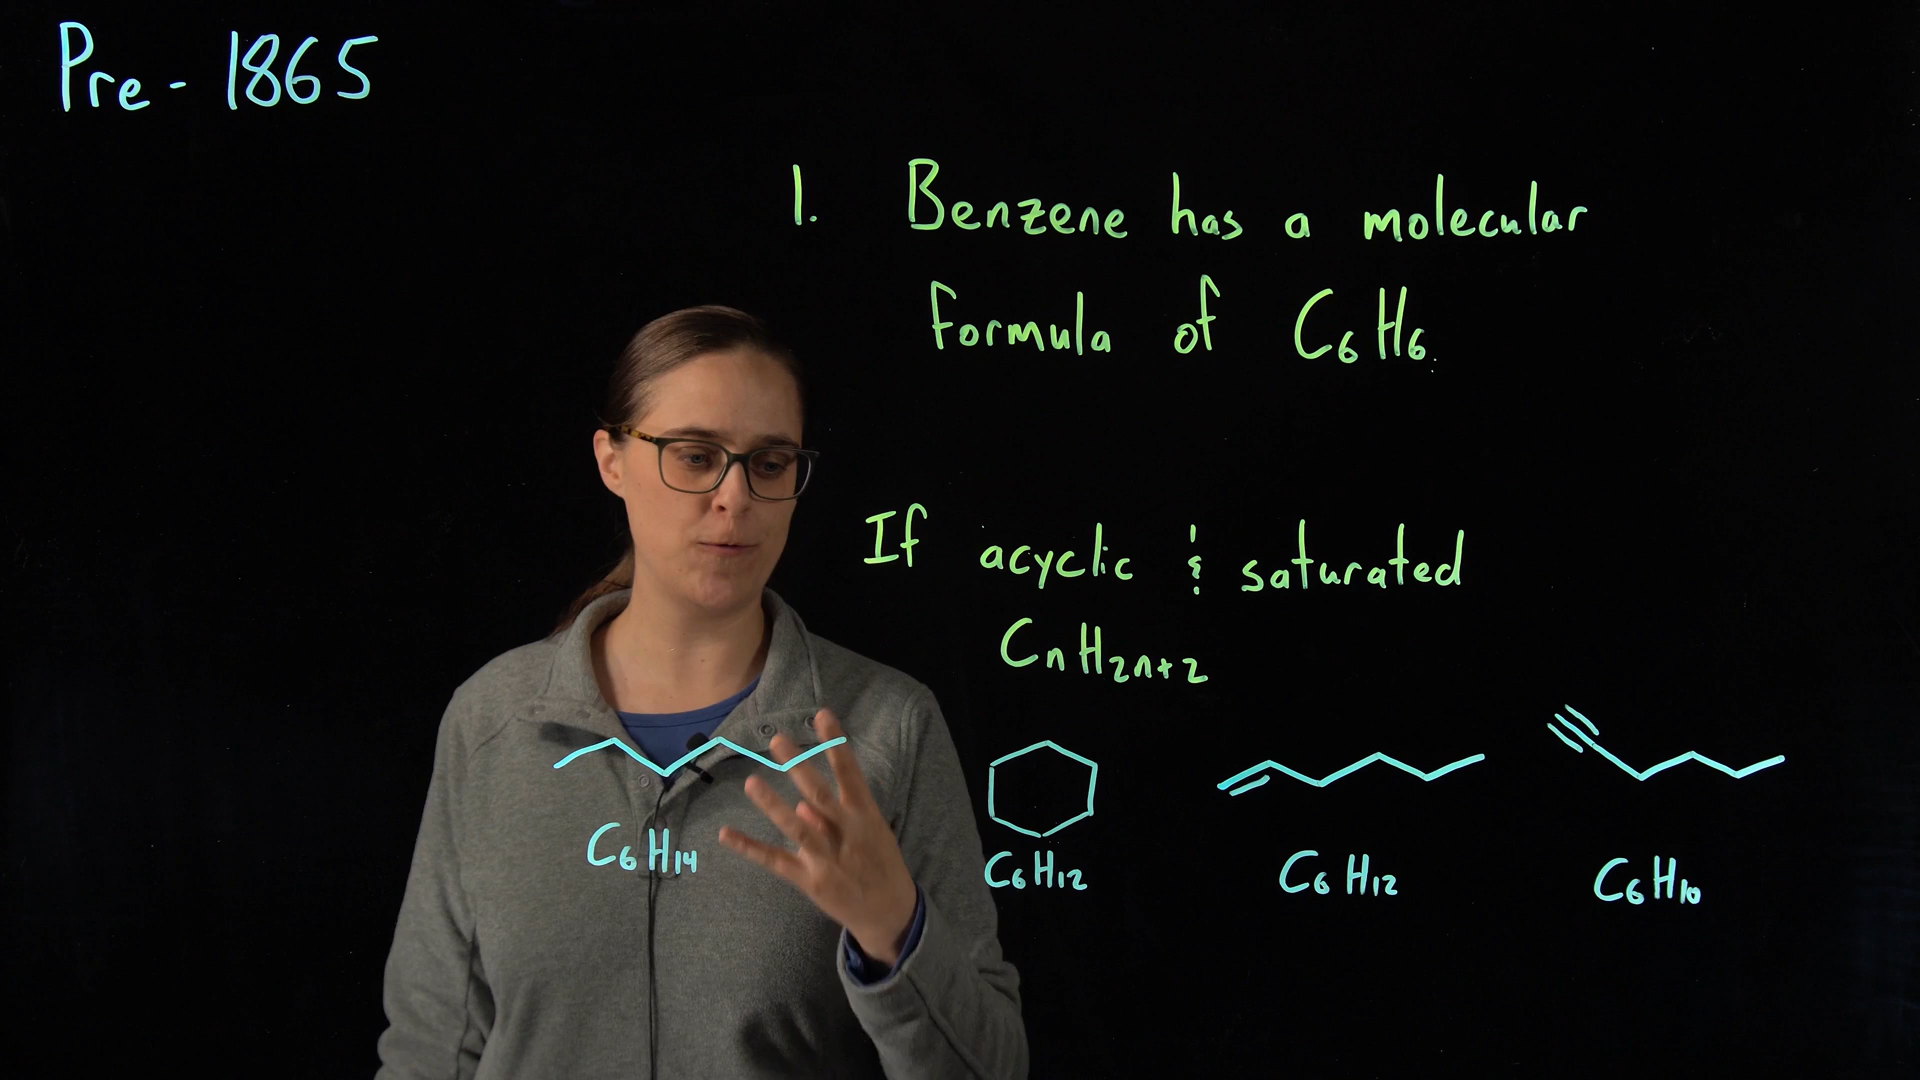 Pre - 1865
1. Benzene has a molecular
formula of C₆H₆.
If acyclic & saturated
CₙH₂ₙ₊₂
C₆H₁₄ C₆H₁₂ C₆H₁₂ C₆H₁₀